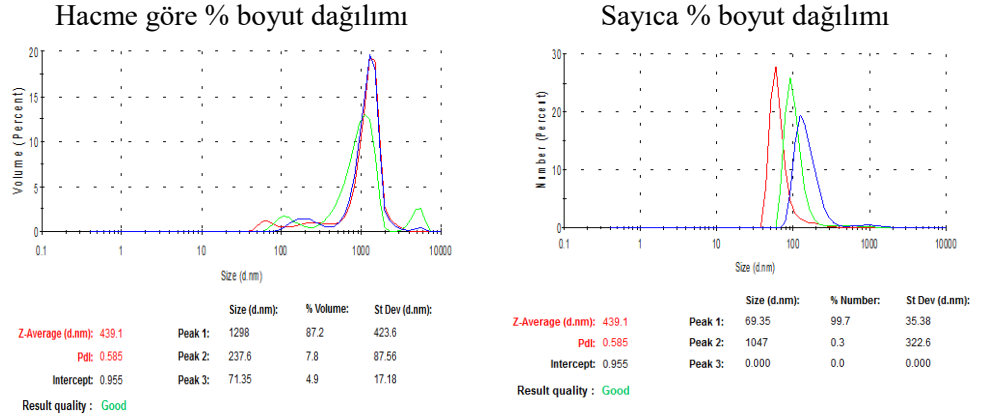 Hacme göre % boyut dağılımı
20
15
10
5
0
Volume (Percent)
0.1 1 10 100 1000 10000
Size (d.nm)
Size (d.nm): % Volume: St Dev (d.nm):
Z-Average (d.nm): 439.1 Peak 1: 1298 87.2 423.6
PdI: 0.585 Peak 2: 237.6 7.8 87.56
Intercept: 0.955 Peak 3: 71.35 4.9 17.18
Result quality : Good
Sayıca % boyut dağılımı
30
20
10
0
Number (Percent)
0.1 1 10 100 1000 10000
Size (d.nm)
Size (d.nm): % Number: St Dev (d.nm):
Z-Average (d.nm): 439.1 Peak 1: 69.35 99.7 35.38
PdI: 0.585 Peak 2: 1047 0.3 322.6
Intercept: 0.955 Peak 3: 0.000 0.0 0.000
Result quality : Good